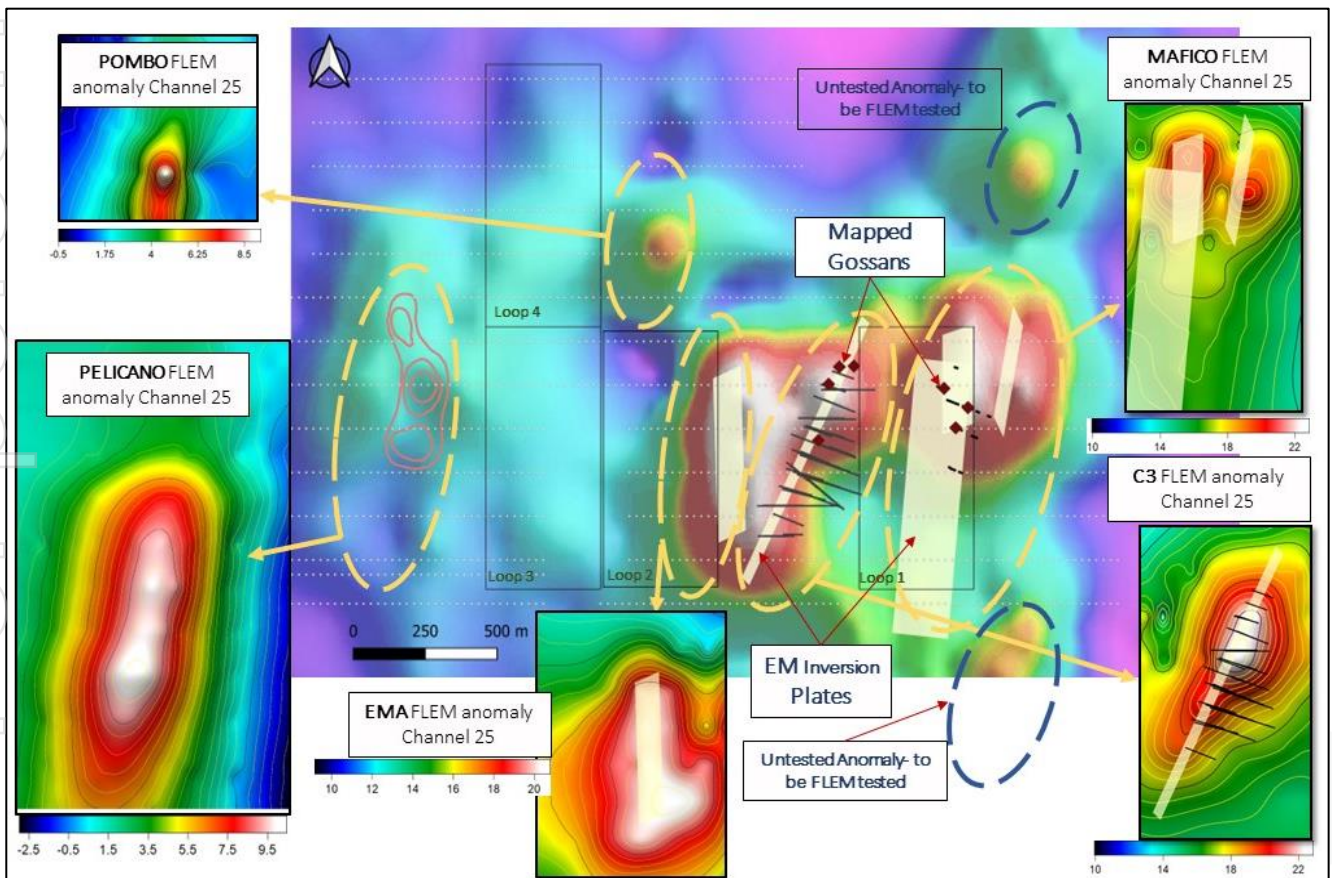 POMBO FLEM
anomaly Channel 25
-0.5 1.75 4 6.25 8.5
Untested Anomaly- to
be FLEM tested
MAFICO FLEM
anomaly Channel 25
10 14 18 22
Mapped
Gossans
Loop 4
PELICANO FLEM
anomaly Channel 25
-2.5 -0.5 1.5 3.5 5.5 7.5 9.5
Loop 3
Loop 2
Loop 1
0 250 500 m
C3 FLEM anomaly
Channel 25
10 14 18 22
EM Inversion
Plates
EMA FLEM anomaly
Channel 25
10 12 14 16 18 20
Untested Anomaly- to
be FLEM tested